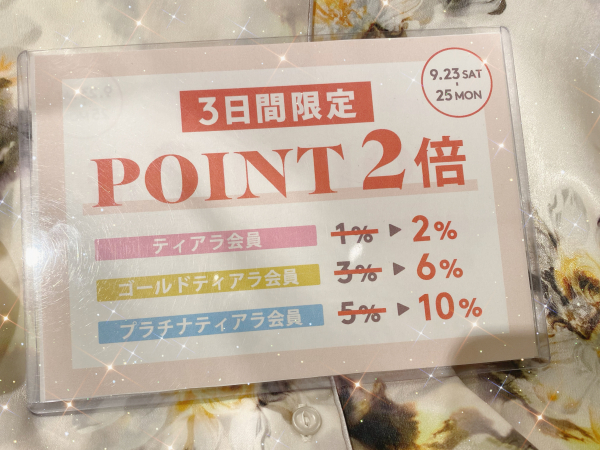 9.23 SAT
-
25 MON
3日間限定
POINT 2倍
ティアラ会員 1% ▶ 2%
ゴールドティアラ会員 3% ▶ 6%
プラチナティアラ会員 5% ▶ 10%